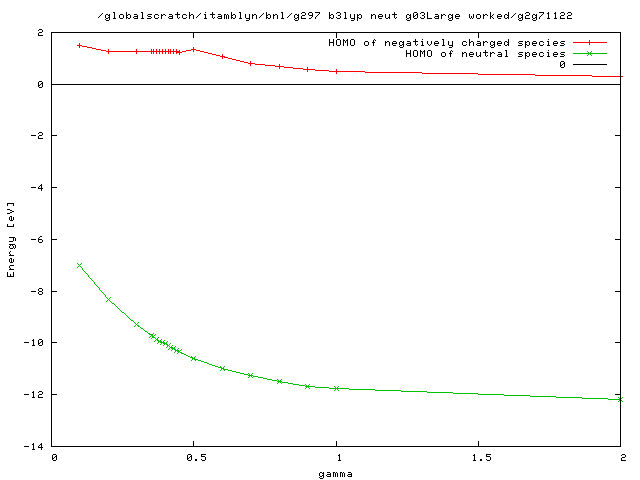 /globalscratch/itamblyn/bnl/g297 b3lyp neut g03Large worked/g2g71122
HOMO of negatively charged species
HOMO of neutral species
0
2
0
-2
-4
-6
-8
-10
-12
-14
Energy [eV]
0 0.5 1 1.5 2
gamma